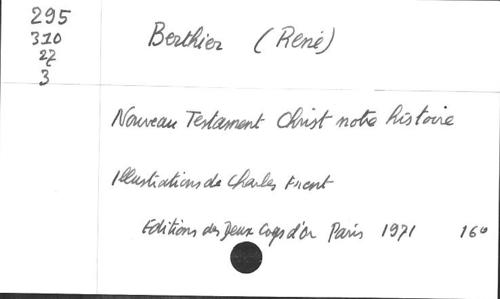 295
310
27
3
Berthier (René)
Nouveau Testament Christ notre histoire
Illustrations de Charles Front
Editions des Deux Coqs d'or Paris 1971 16°